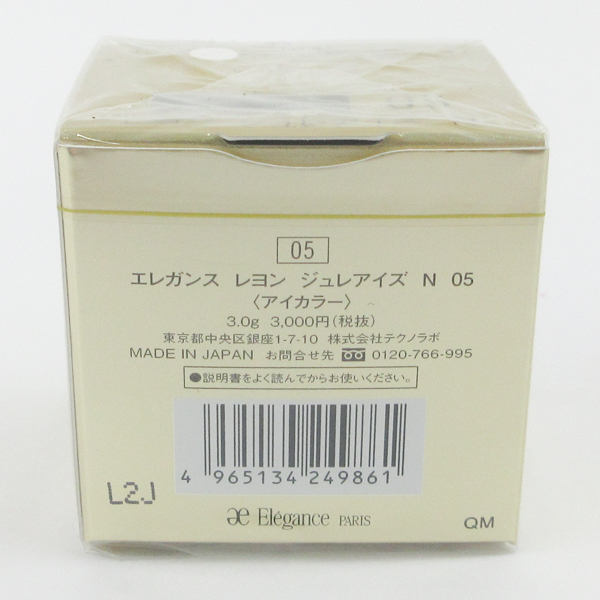 05
エレガンス レヨン ジュレアイズ N 05
〈アイカラー〉
3.0g 3,000円(税抜)
東京都中央区銀座1-7-10 株式会社テクノラボ
MADE IN JAPAN お問合せ先 0120-766-995
●説明書をよく読んでからお使いください。
4 965134 249861
L2J
æ Elégance PARIS
QM